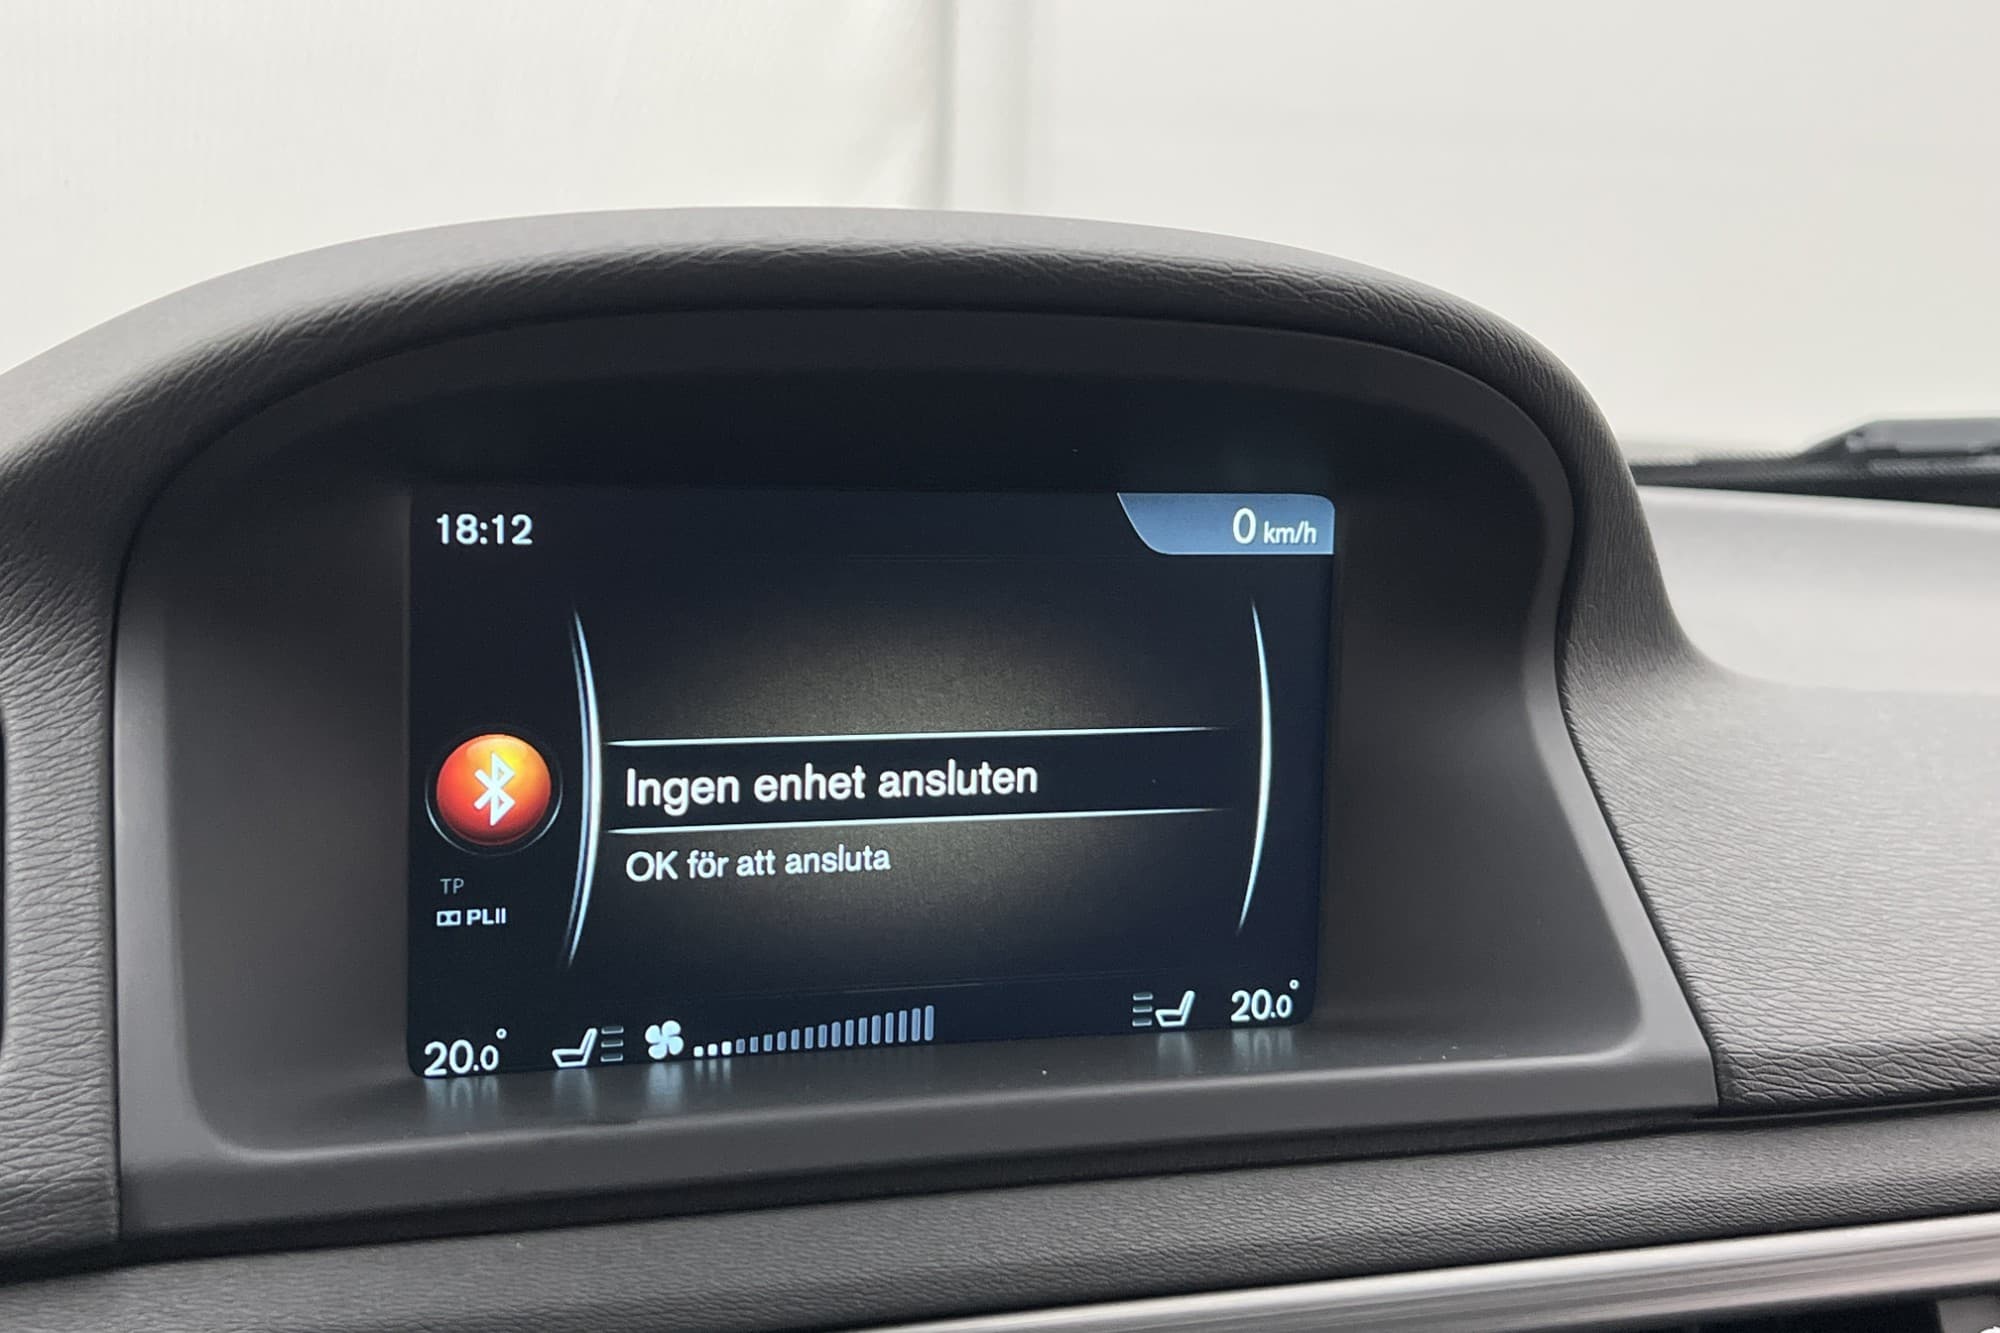 18:12
0 km/h
Ingen enhet ansluten
OK för att ansluta
TP
PLII
20.0°
20.0°